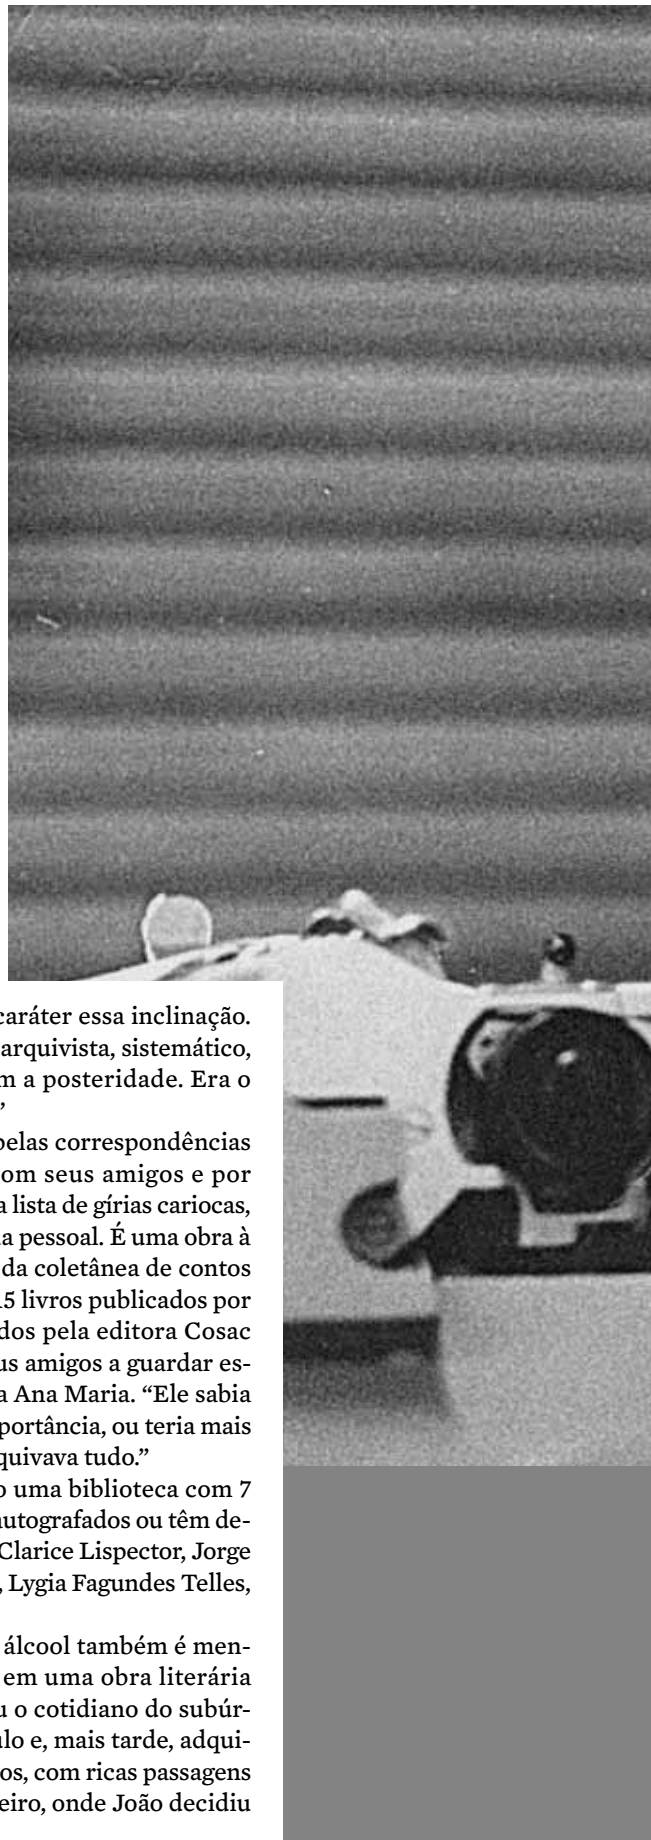 caráter essa inclinação.
arquivista, sistemático,
m a posteridade. Era o
”
pelas correspondências
om seus amigos e por
a lista de gírias cariocas,
da pessoal. É uma obra à
da coletânea de contos
15 livros publicados por
dos pela editora Cosac
us amigos a guardar es-
a Ana Maria. “Ele sabia
portância, ou teria mais
quivava tudo.”
o uma biblioteca com 7
autografados ou têm de-
Clarice Lispector, Jorge
, Lygia Fagundes Telles,
álcool também é men-
em uma obra literária
u o cotidiano do subúr-
ulo e, mais tarde, adqui-
os, com ricas passagens
eiro, onde João decidiu